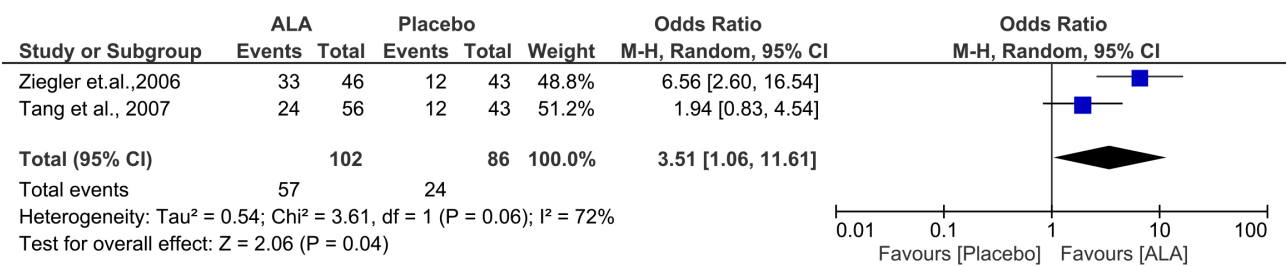 ALA Placebo Odds Ratio Odds Ratio
Study or Subgroup Events Total Events Total Weight M-H, Random, 95% CI M-H, Random, 95% CI
Ziegler et.al.,2006 33 46 12 43 48.8% 6.56 [2.60, 16.54]
Tang et al., 2007 24 56 12 43 51.2% 1.94 [0.83, 4.54]
Total (95% CI) 102 86 100.0% 3.51 [1.06, 11.61]
Total events 57 24
Heterogeneity: Tau² = 0.54; Chi² = 3.61, df = 1 (P = 0.06); I² = 72%
Test for overall effect: Z = 2.06 (P = 0.04)
0.01 0.1 1 10 100
Favours [Placebo] Favours [ALA]